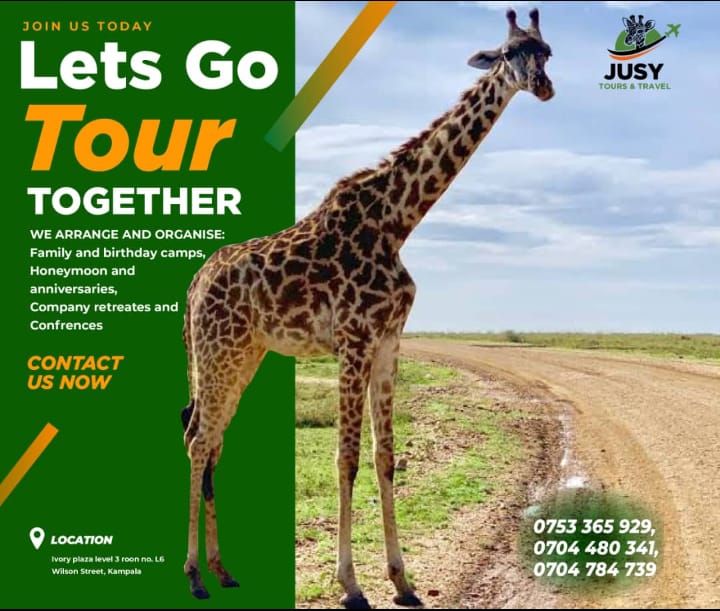 JOIN US TODAY
Lets Go
Tour
TOGETHER
WE ARRANGE AND ORGANISE:
Family and birthday camps,
Honeymoon and
anniversaries,
Company retreates and
Confrences
CONTACT
US NOW
LOCATION
Ivory plaza level 3 roon no. L6
Wilson Street, Kampala
JUSY
TOURS & TRAVEL
0753 365 929,
0704 480 341,
0704 784 739